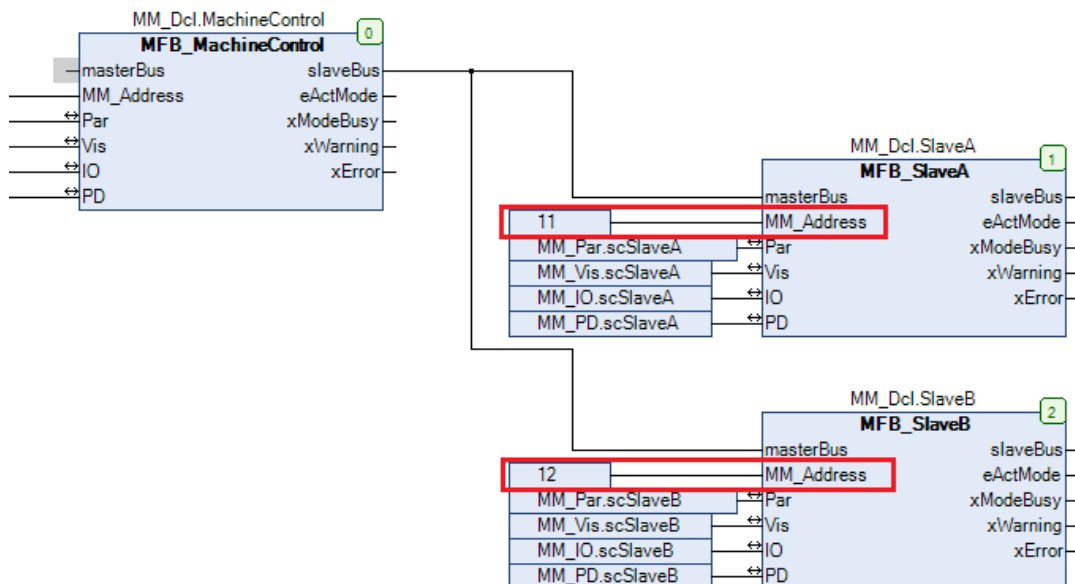 MM_Dcl.MachineControl
0
MFB_MachineControl
masterBus slaveBus
MM_Address eActMode
Par xModeBusy
Vis xWarning
IO xError
PD
MM_Dcl.SlaveA
1
MFB_SlaveA
masterBus slaveBus
11 MM_Address eActMode
MM_Par.scSlaveA Par xModeBusy
MM_Vis.scSlaveA Vis xWarning
MM_IO.scSlaveA IO xError
MM_PD.scSlaveA PD
MM_Dcl.SlaveB
2
MFB_SlaveB
masterBus slaveBus
12 MM_Address eActMode
MM_Par.scSlaveB Par xModeBusy
MM_Vis.scSlaveB Vis xWarning
MM_IO.scSlaveB IO xError
MM_PD.scSlaveB PD